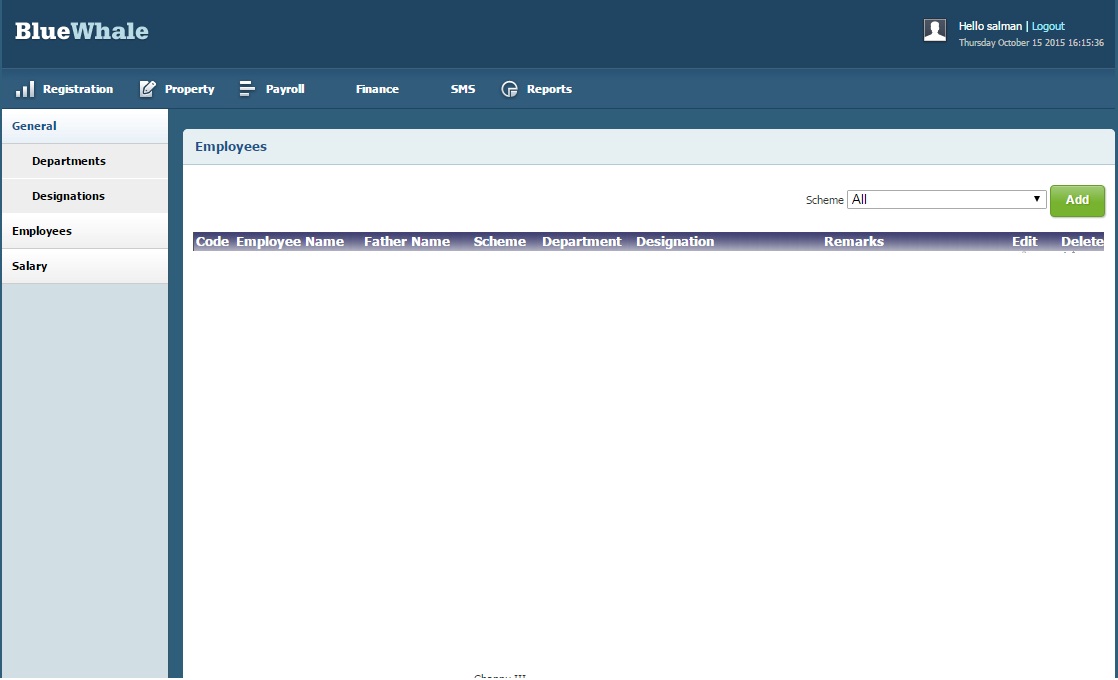 BlueWhale
Hello salman | Logout
Thursday October 15 2015 16:15:36
Registration Property Payroll Finance SMS Reports
General
Departments
Designations
Employees
Salary
Employees
Scheme All Add
Code Employee Name Father Name Scheme Department Designation Remarks Edit Delete